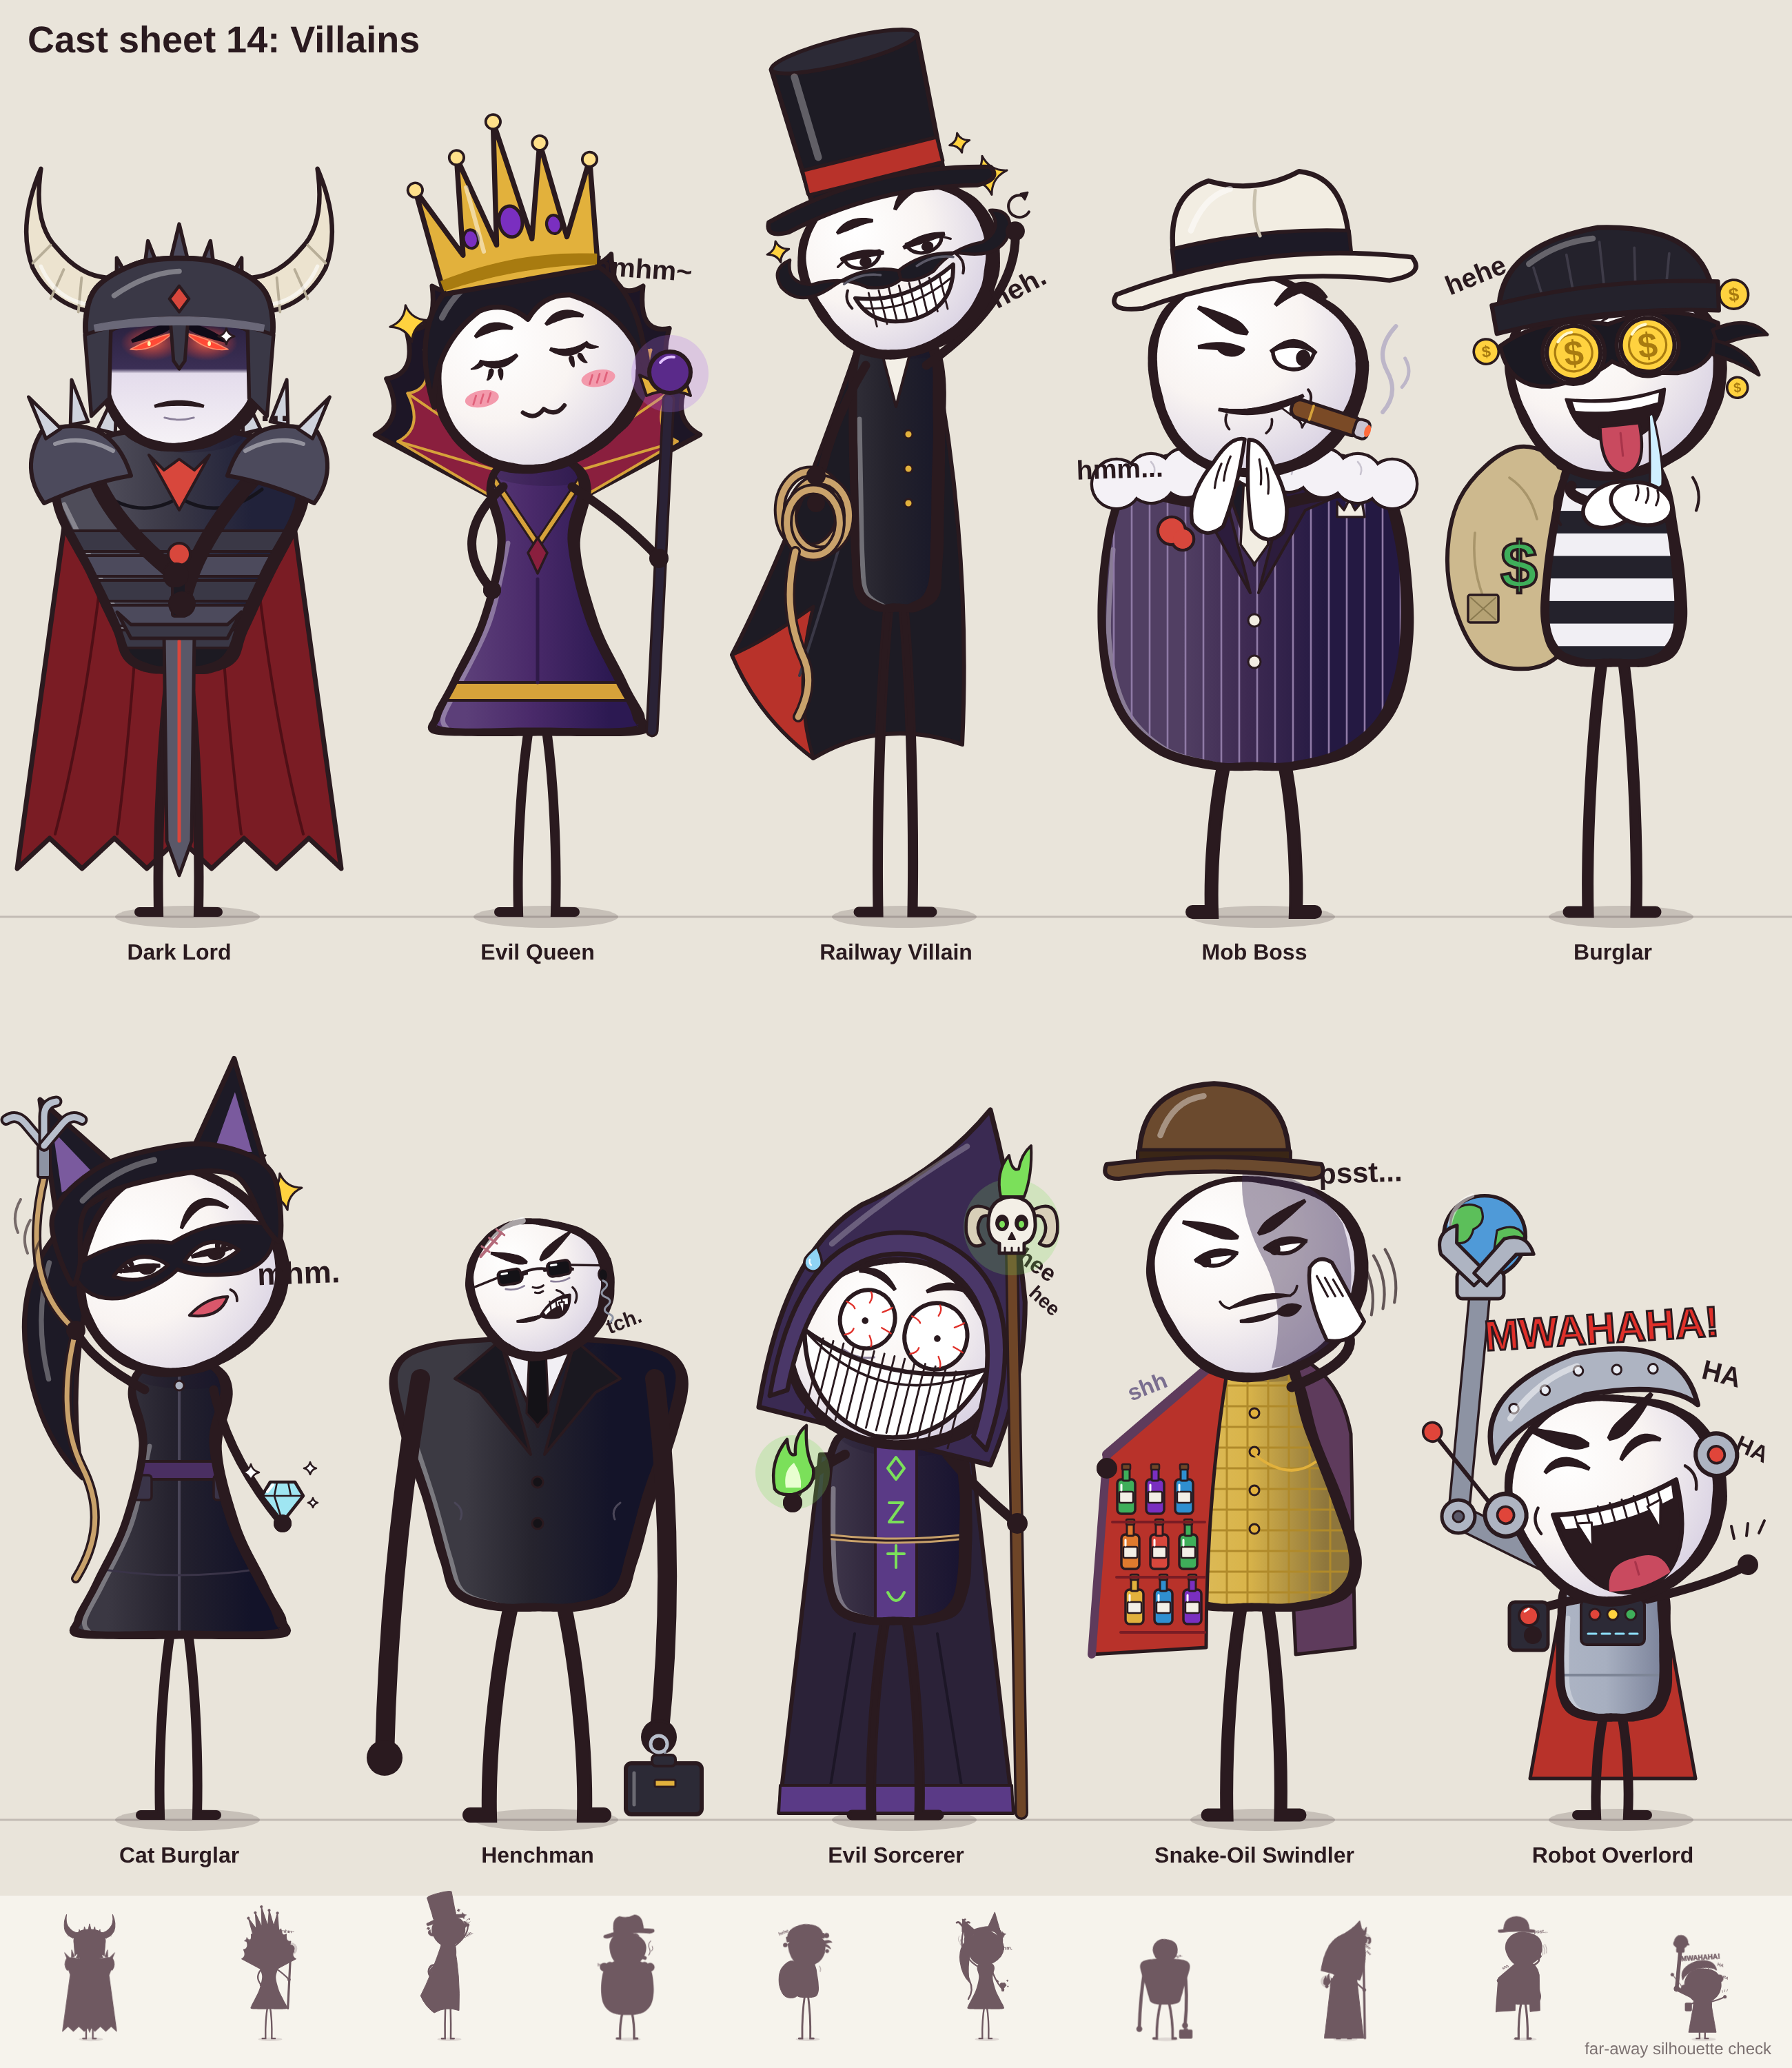 Cast sheet 14: Villains
mhm~
heh.
hmm...
hehe
$
$
$
$
$
$
Dark Lord
Evil Queen
Railway Villain
Mob Boss
Burglar
mhm.
tch.
hee
hee
psst...
shh
MWAHAHA!
HA
HA
Cat Burglar
Henchman
Evil Sorcerer
Snake-Oil Swindler
Robot Overlord
MWAHAHA!
far-away silhouette check